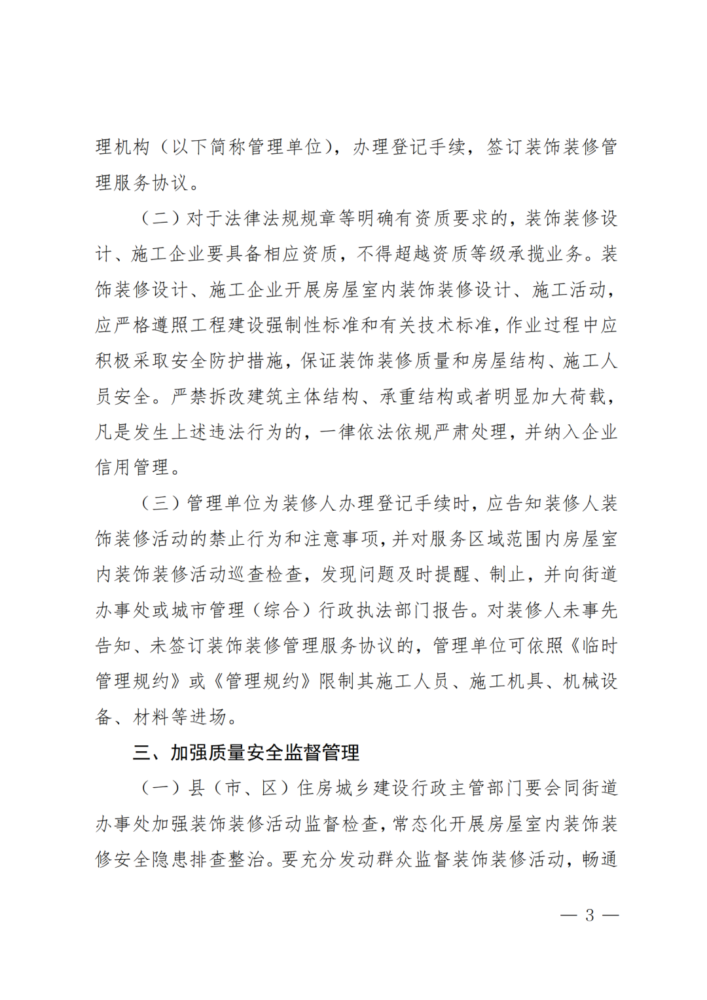 理机构（以下简称管理单位），办理登记手续，签订装饰装修管
理服务协议。
（二）对于法律法规规章等明确有资质要求的，装饰装修设
计、施工企业要具备相应资质，不得超越资质等级承揽业务。装
饰装修设计、施工企业开展房屋室内装饰装修设计、施工活动，
应严格遵照工程建设强制性标准和有关技术标准，作业过程中应
积极采取安全防护措施，保证装饰装修质量和房屋结构、施工人
员安全。严禁拆改建筑主体结构、承重结构或者明显加大荷载，
凡是发生上述违法行为的，一律依法依规严肃处理，并纳入企业
信用管理。
（三）管理单位为装修人办理登记手续时，应告知装修人装
饰装修活动的禁止行为和注意事项，并对服务区域范围内房屋室
内装饰装修活动巡查检查，发现问题及时提醒、制止，并向街道
办事处或城市管理（综合）行政执法部门报告。对装修人未事先
告知、未签订装饰装修管理服务协议的，管理单位可依照《临时
管理规约》或《管理规约》限制其施工人员、施工机具、机械设
备、材料等进场。
三、加强质量安全监督管理
（一）县（市、区）住房城乡建设行政主管部门要会同街道
办事处加强装饰装修活动监督检查，常态化开展房屋室内装饰装
修安全隐患排查整治。要充分发动群众监督装饰装修活动，畅通
— 3 —